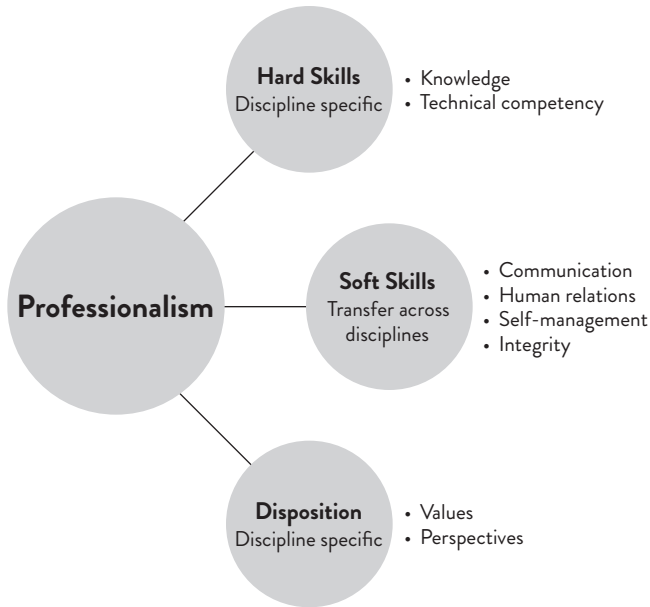 Hard Skills
Discipline specific
• Knowledge
• Technical competency
Professionalism
Soft Skills
Transfer across
disciplines
• Communication
• Human relations
• Self-management
• Integrity
Disposition
Discipline specific
• Values
• Perspectives